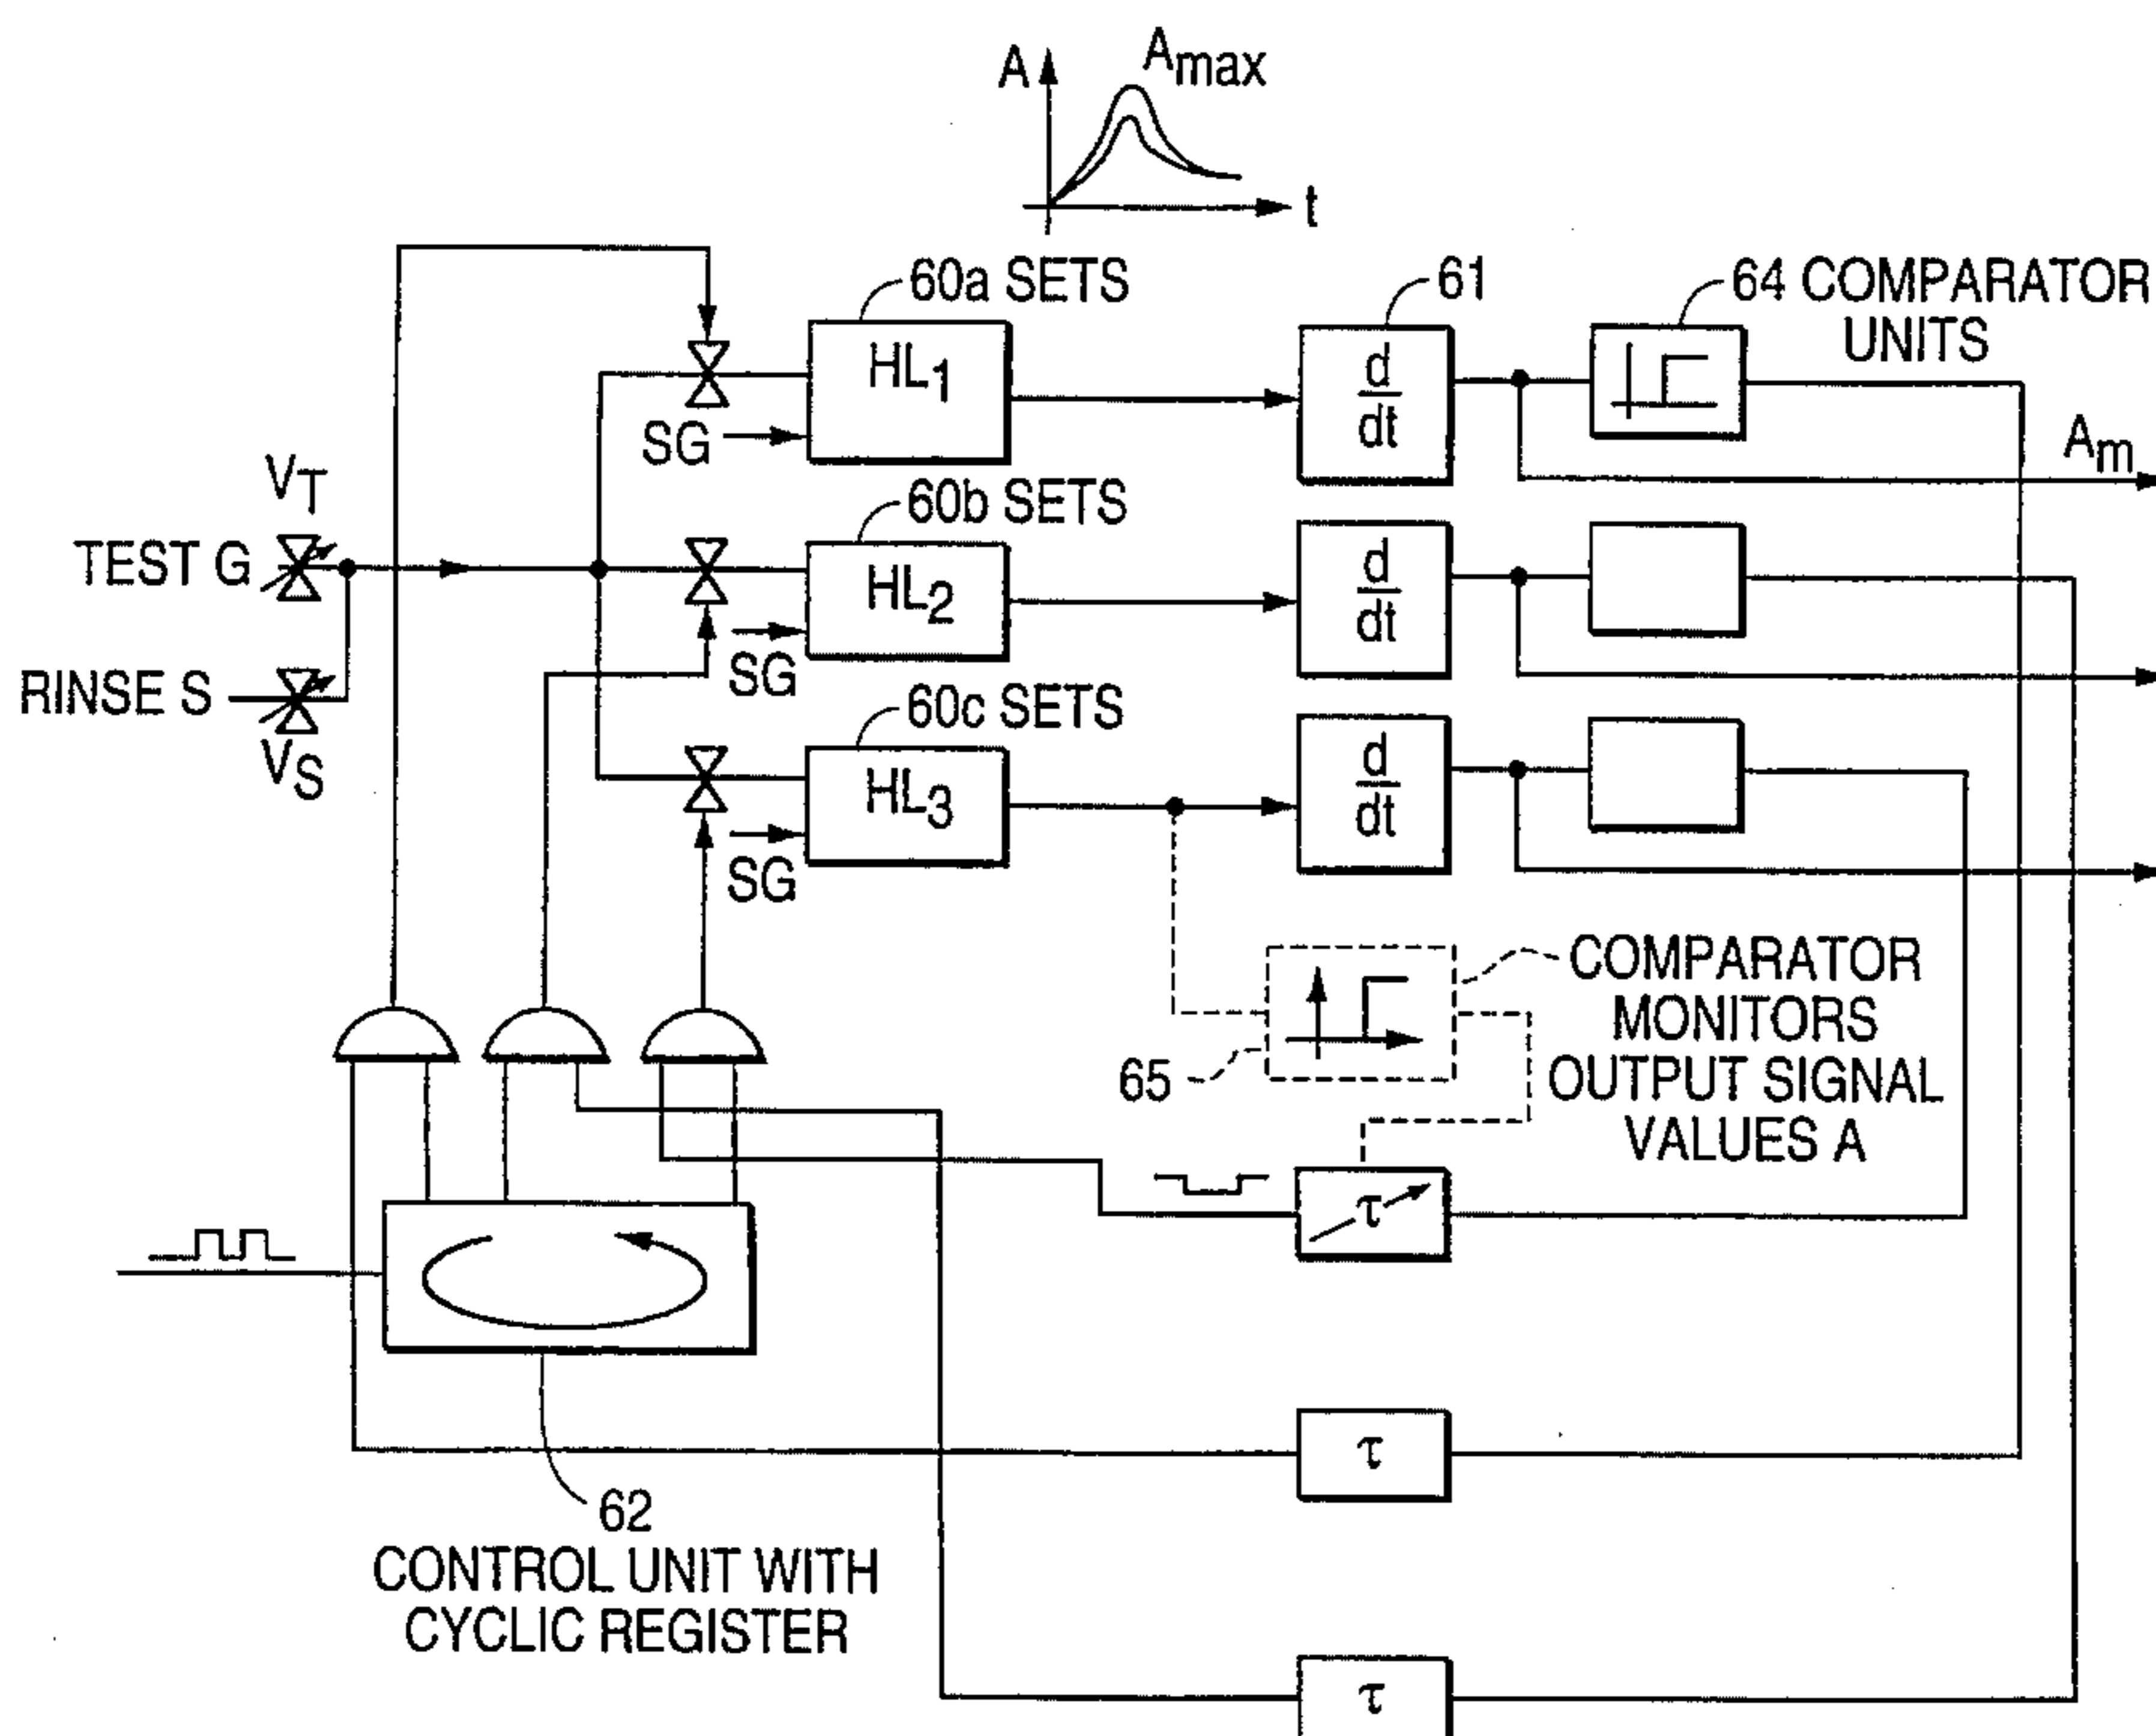 A
Amax
t
60a SETS
61
64 COMPARATOR
UNITS
HL1
d
dt
SG
Am
VT
60b SETS
TEST G
HL2
d
dt
SG
RINSE S
VS
60c SETS
HL3
d
dt
SG
COMPARATOR
MONITORS
OUTPUT SIGNAL
VALUES A
65
τ
τ
62
CONTROL UNIT WITH
CYCLIC REGISTER
τ